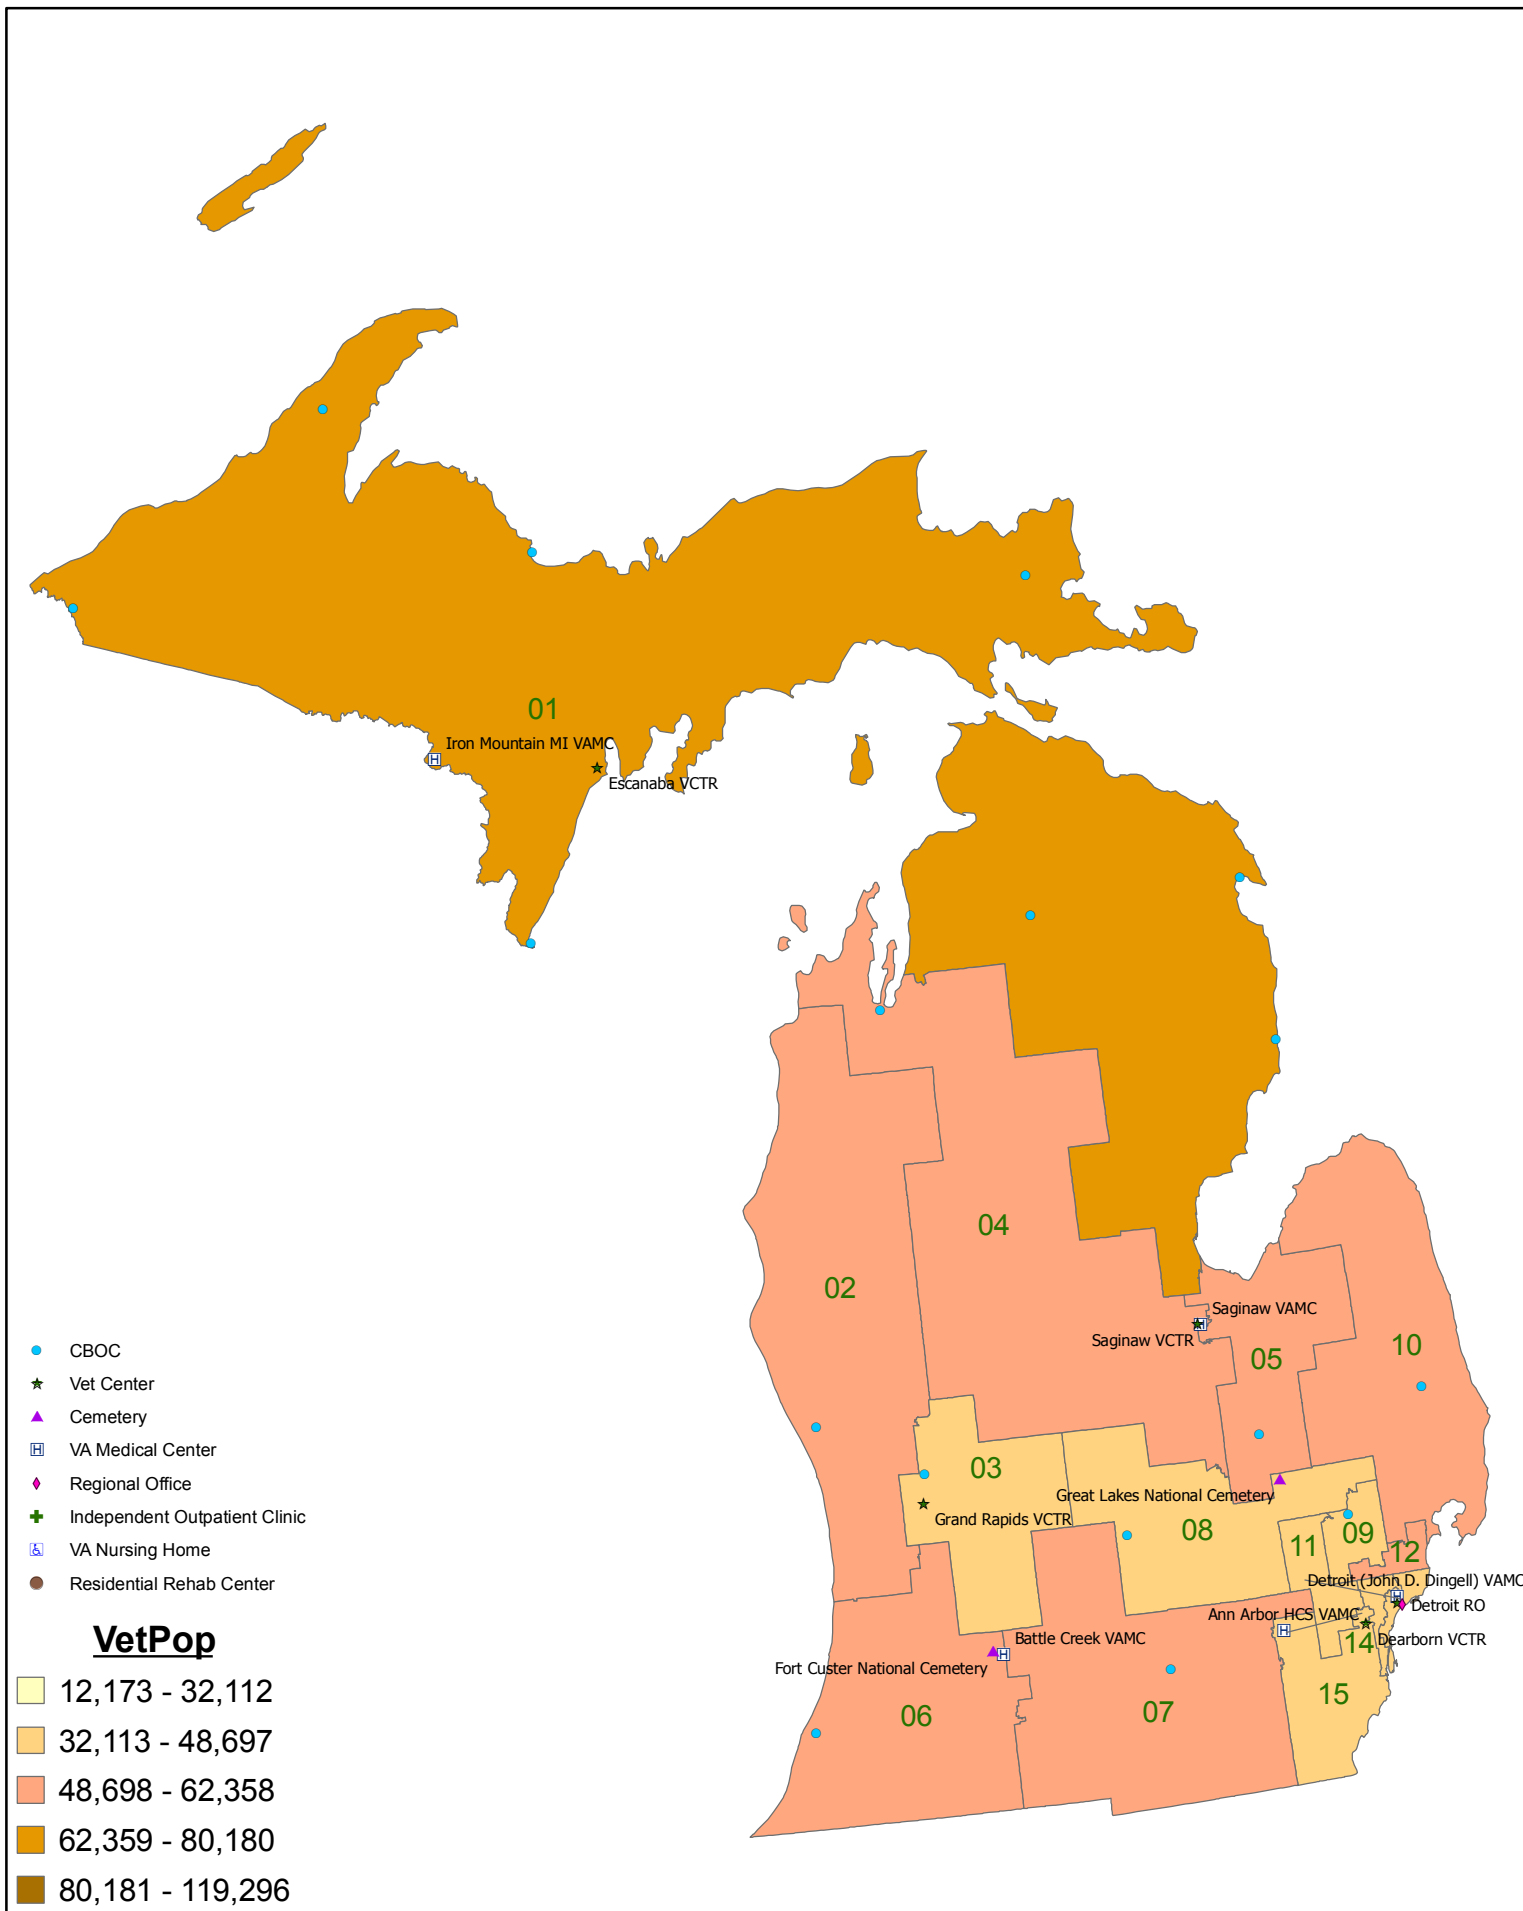 01
Iron Mountain MI VAMC
Escanaba VCTR
04
02
Saginaw VAMC
Saginaw VCTR
05
10
03
Great Lakes National Cemetery
Grand Rapids VCTR
08
11
09
12
Detroit (John D. Dingell) VAMC
Detroit RO
Ann Arbor HCS VAMC
Dearborn VCTR
14
Battle Creek VAMC
Fort Custer National Cemetery
15
06
07
CBOC
Vet Center
Cemetery
H VA Medical Center
Regional Office
Independent Outpatient Clinic
VA Nursing Home
Residential Rehab Center
VetPop
12,173 - 32,112
32,113 - 48,697
48,698 - 62,358
62,359 - 80,180
80,181 - 119,296